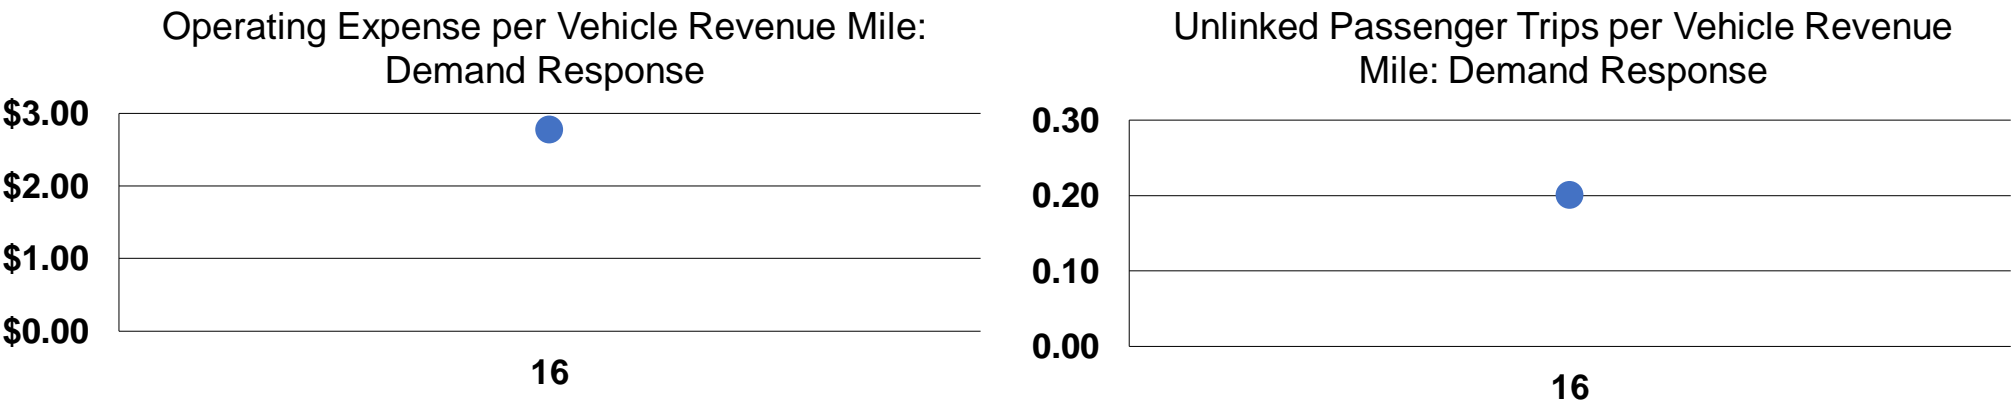 Operating Expense per Vehicle Revenue Mile:
Demand Response
$3.00
$2.00
$1.00
$0.00
16
Unlinked Passenger Trips per Vehicle Revenue
Mile: Demand Response
0.30
0.20
0.10
0.00
16